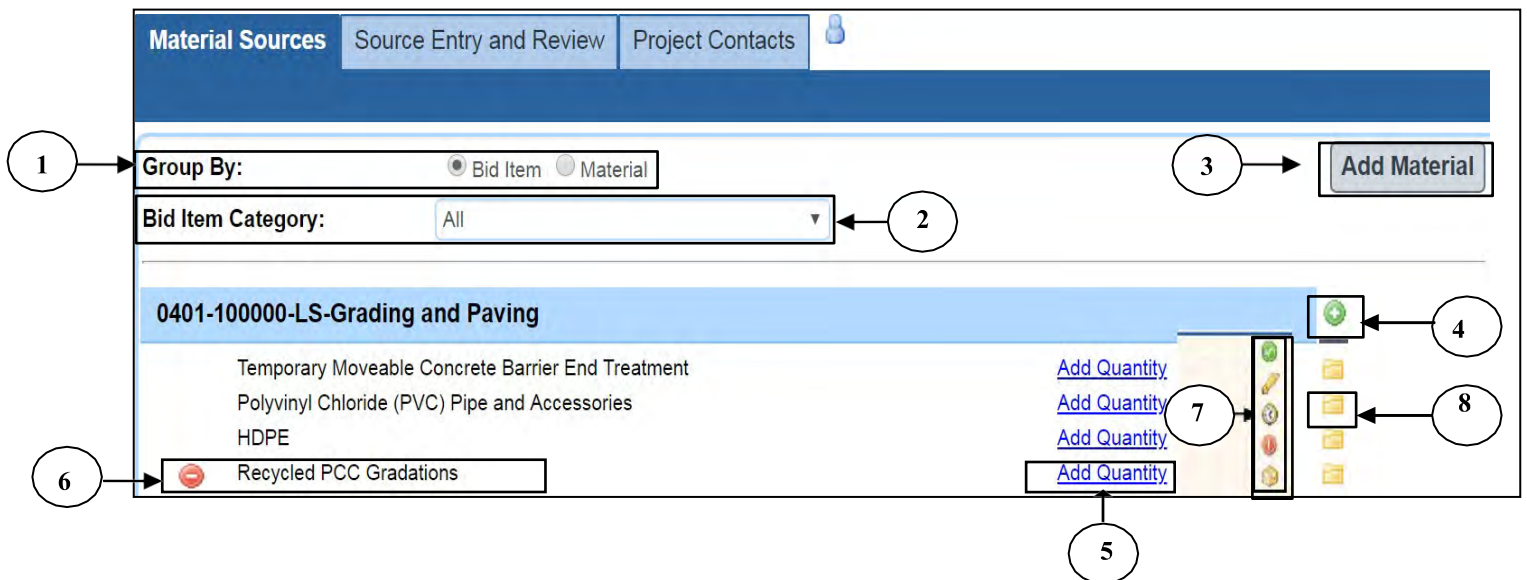 Material Sources Source Entry and Review Project Contacts
1 Group By: Bid Item Material 3 Add Material
Bid Item Category: All 2
0401-100000-LS-Grading and Paving 4
Temporary Moveable Concrete Barrier End Treatment Add Quantity
Polyvinyl Chloride (PVC) Pipe and Accessories Add Quantity 7 8
HDPE Add Quantity
6 Recycled PCC Gradations Add Quantity
5